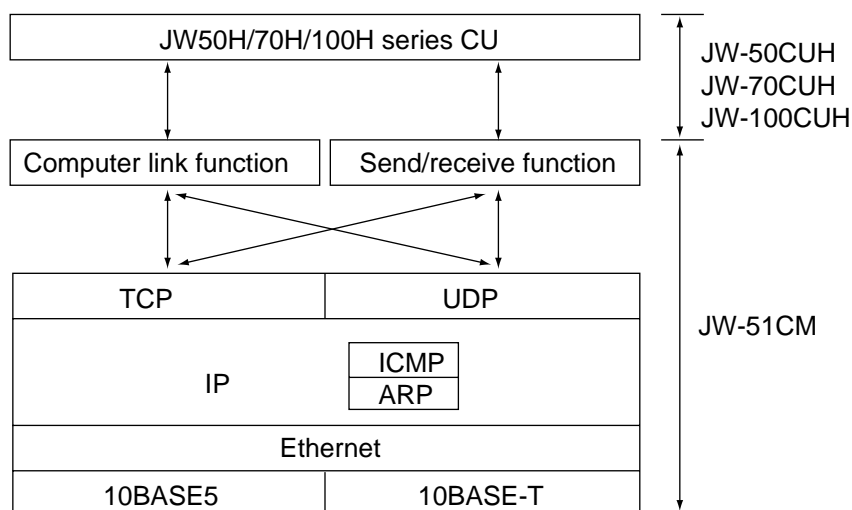 JW50H/70H/100H series CU
JW-50CUH
JW-70CUH
JW-100CUH
Computer link function
Send/receive function
TCP
UDP
JW-51CM
IP
ICMP
ARP
Ethernet
10BASE5
10BASE-T